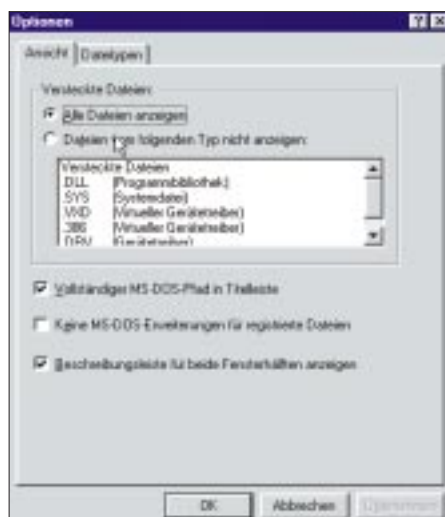 Optionen
Ansicht Dateitypen
Versteckte Dateien:
Alle Dateien anzeigen
Dateien vom folgenden Typ nicht anzeigen:
Versteckte Dateien
.DLL (Programmbibliothek)
.SYS (Systemdatei)
.VXD (Virtueller Gerätetreiber)
.386 (Virtueller Gerätetreiber)
.DRV (Gerätetreiber)
Vollständiger MS-DOS-Pfad in Titelleiste
Keine MS-DOS-Erweiterungen für registrierte Dateien
Beschreibungsleiste für beide Fensterhälften anzeigen
OK Abbrechen Übernehmen